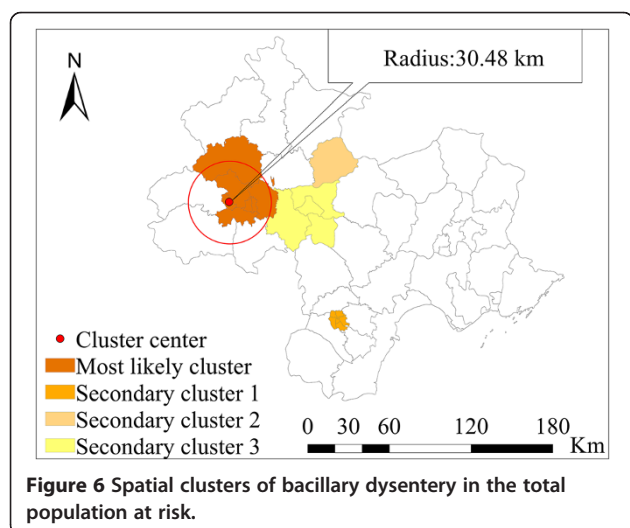 Radius:30.48 km
N
Cluster center
Most likely cluster
Secondary cluster 1
Secondary cluster 2
Secondary cluster 3
0 30 60 120 180
Km
Figure 6 Spatial clusters of bacillary dysentery in the total
population at risk.